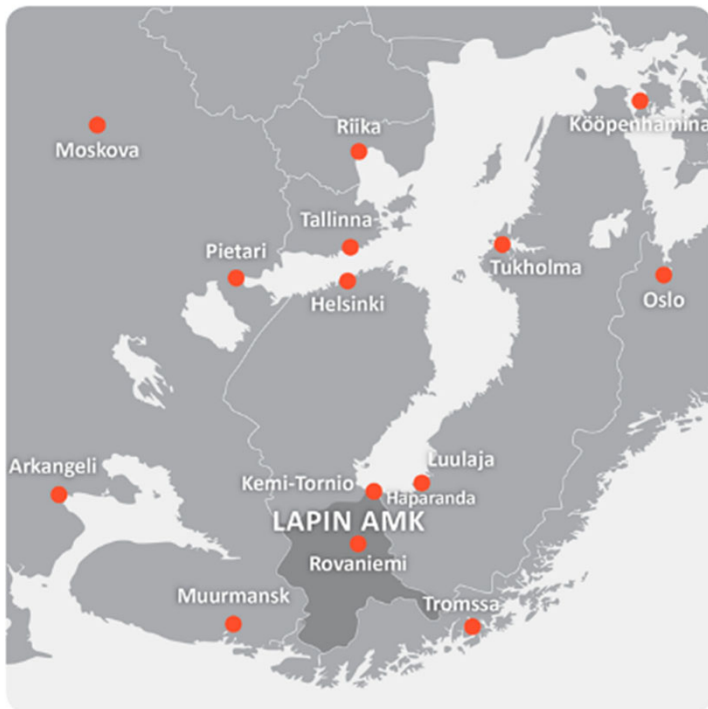 Kööpenhamina
Moskova
Riika
Tallinna
Pietari
Tukholma
Helsinki
Oslo
Arkangeli
Luulaja
Kemi-Tornio
Haparanda
LAPIN AMK
Rovaniemi
Muurmansk
Tromssa